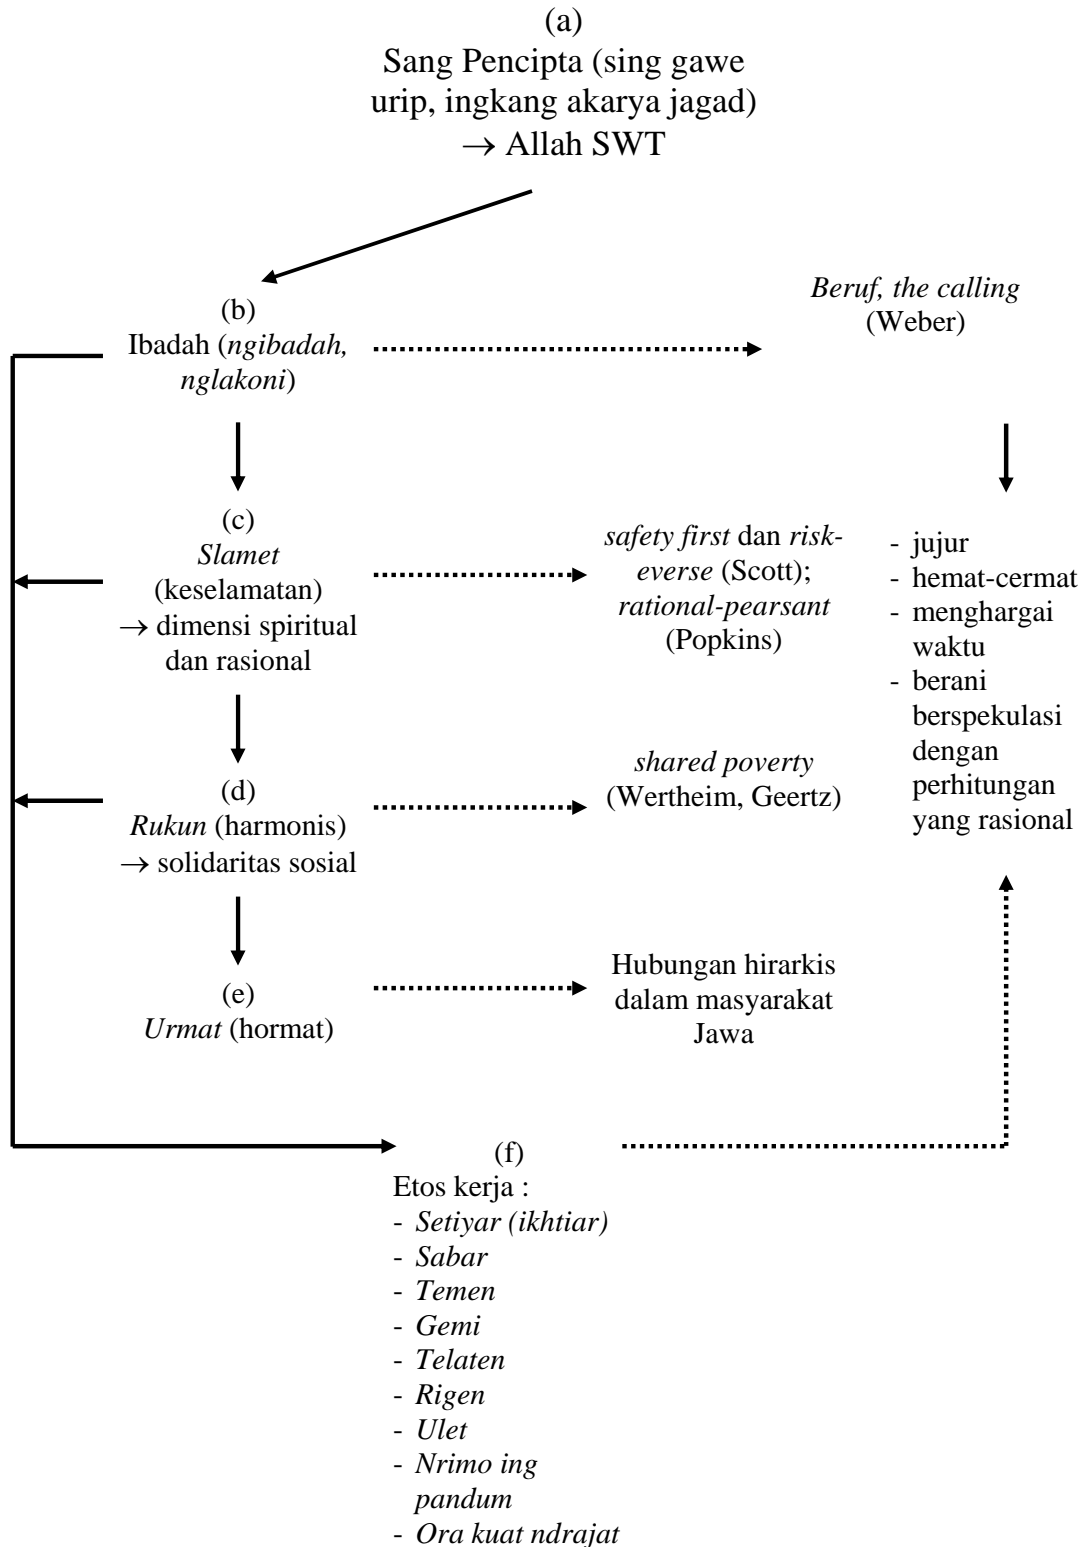 (a)
Sang Pencipta (sing gawe
urip, ingkang akarya jagad)
→ Allah SWT
(b)
Ibadah (ngibadah,
nglakoni)
Beruf, the calling
(Weber)
(c)
Slamet
(keselamatan)
→ dimensi spiritual
dan rasional
safety first dan risk-
everse (Scott);
rational-pearsant
(Popkins)
- jujur
- hemat-cermat
- menghargai
waktu
- berani
berspekulasi
dengan
perhitungan
yang rasional
(d)
Rukun (harmonis)
→ solidaritas sosial
shared poverty
(Wertheim, Geertz)
(e)
Urmat (hormat)
Hubungan hirarkis
dalam masyarakat
Jawa
(f)
Etos kerja :
- Setiyar (ikhtiar)
- Sabar
- Temen
- Gemi
- Telaten
- Rigen
- Ulet
- Nrimo ing
pandum
- Ora kuat ndrajat